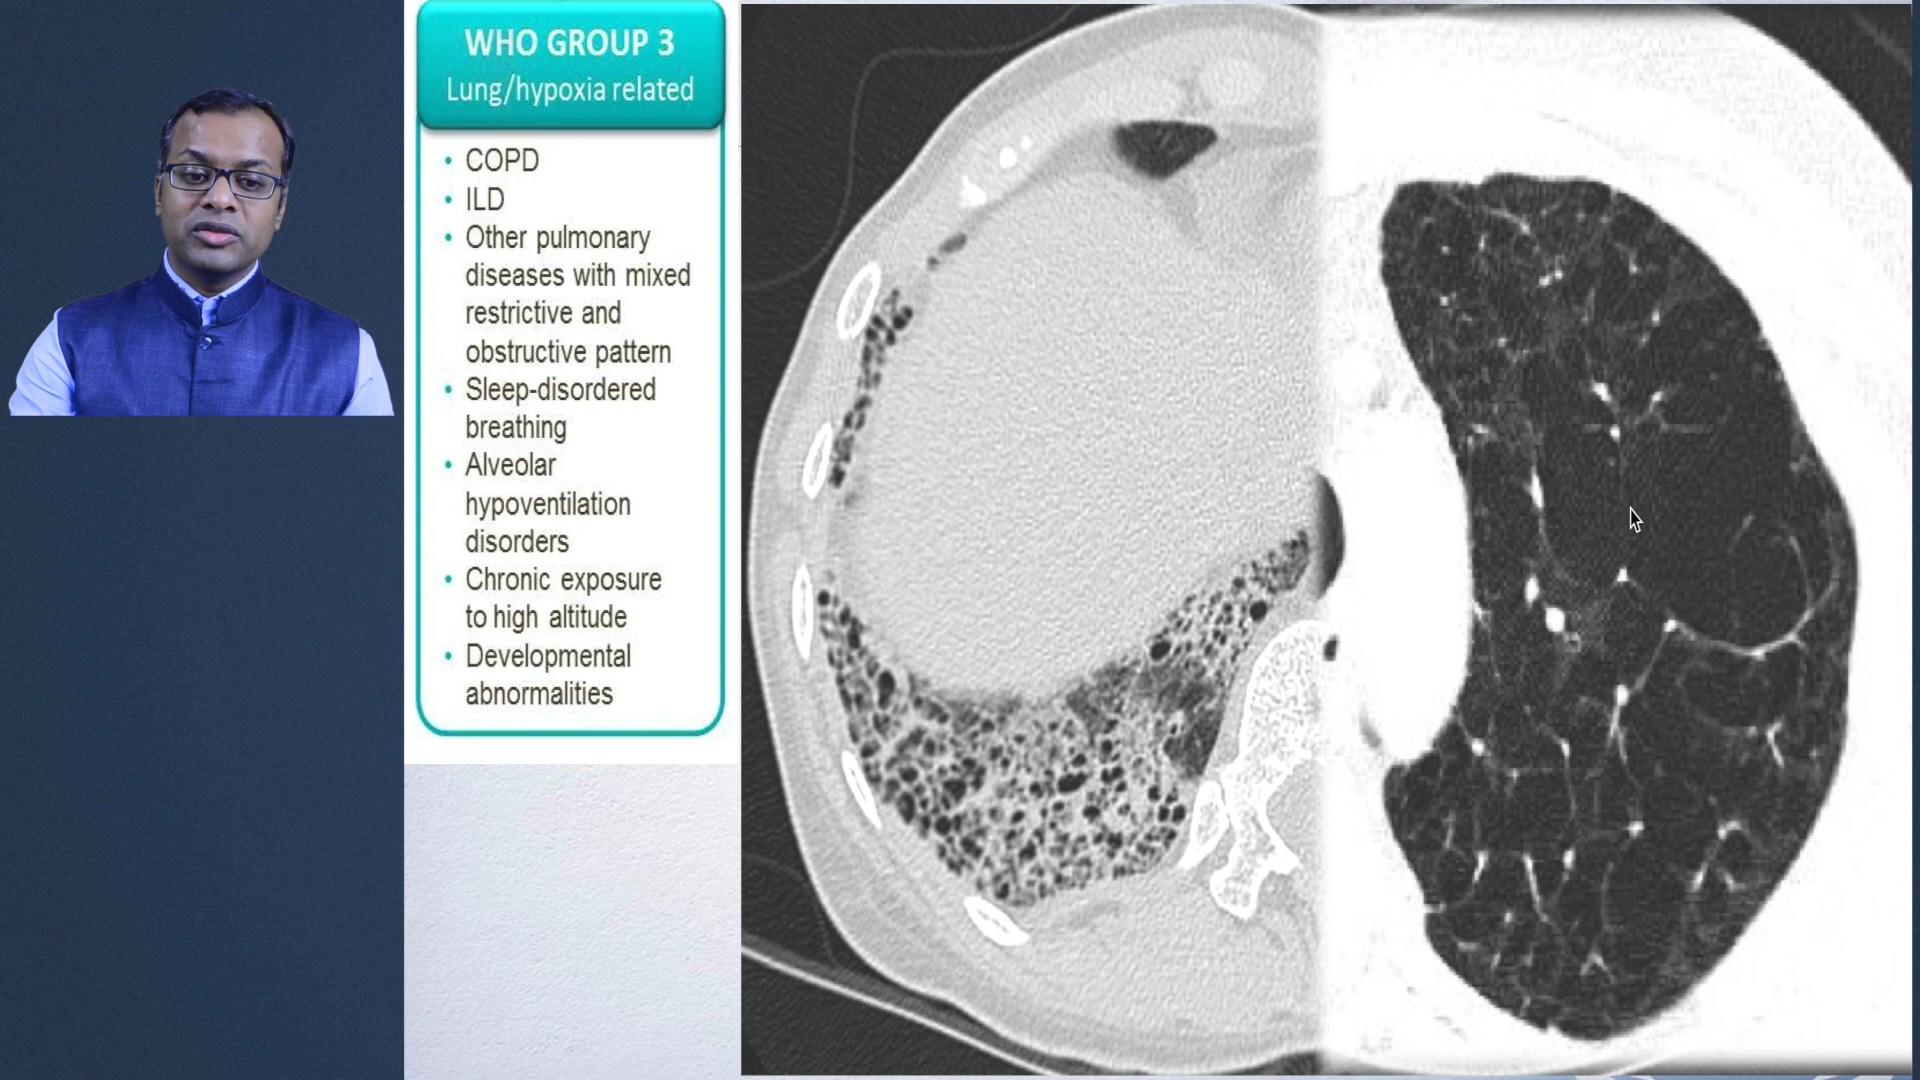 WHO GROUP 3
Lung/hypoxia related
• COPD
• ILD
• Other pulmonary
diseases with mixed
restrictive and
obstructive pattern
• Sleep-disordered
breathing
• Alveolar
hypoventilation
disorders
• Chronic exposure
to high altitude
• Developmental
abnormalities